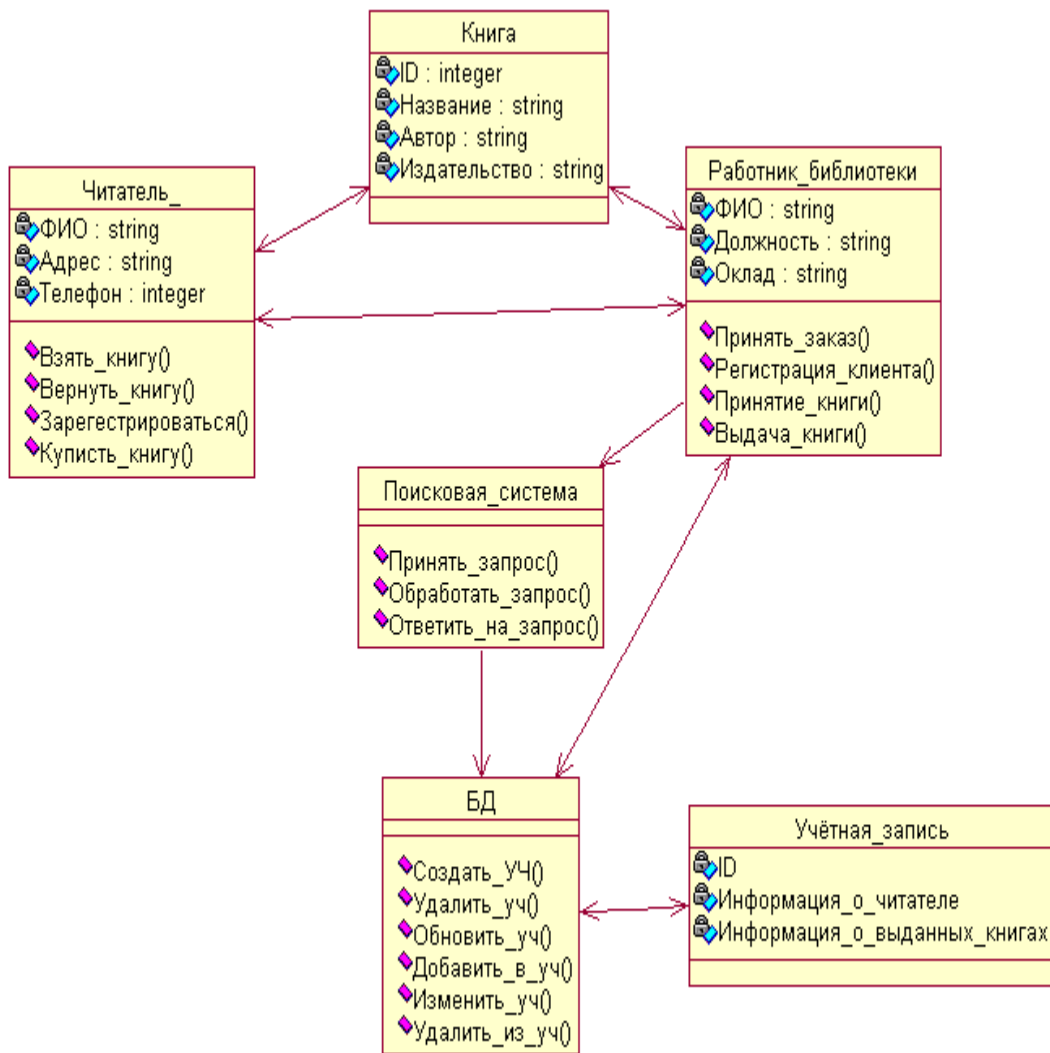 Книга
ID : integer
Название : string
Автор : string
Издательство : string
Читатель_
ФИО : string
Адрес : string
Телефон : integer
Взять_книгу()
Вернуть_книгу()
Зарегестрироваться()
Куписть_книгу()
Работник_библиотеки
ФИО : string
Должность : string
Оклад : string
Принять_заказ()
Регистрация_клиента()
Принятие_книги()
Выдача_книги()
Поисковая_система
Принять_запрос()
Обработать_запрос()
Ответить_на_запрос()
БД
Создать_УЧ()
Удалить_уч()
Обновить_уч()
Добавить_в_уч()
Изменить_уч()
Удалить_из_уч()
Учётная_запись
ID
Информация_о_читателе
Информация_о_выданных_книгах